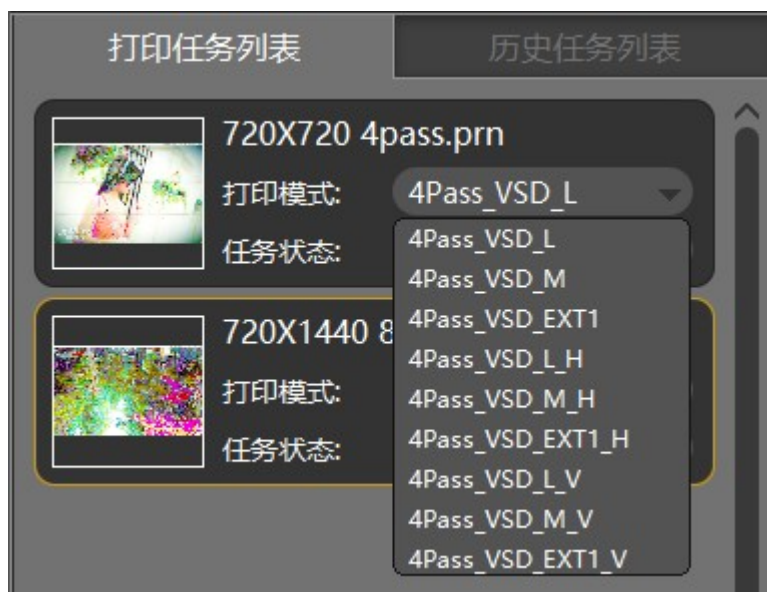 打印任务列表
历史任务列表
720X720 4pass.prn
打印模式:
4Pass_VSD_L
任务状态:
4Pass_VSD_L
4Pass_VSD_M
4Pass_VSD_EXT1
4Pass_VSD_L_H
4Pass_VSD_M_H
4Pass_VSD_EXT1_H
4Pass_VSD_L_V
4Pass_VSD_M_V
4Pass_VSD_EXT1_V
720X1440 8
打印模式:
任务状态: